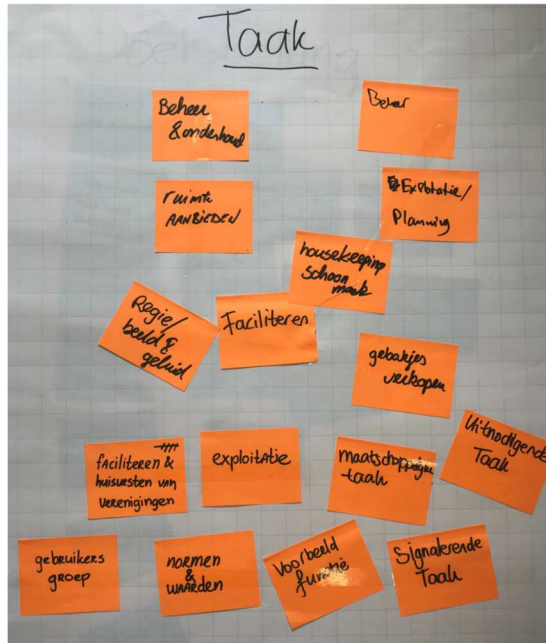 Taak
Beheer
& onderhoud
Beheer
ruimte
AANBIEDEN
Exploitatie/
Planning
housekeeping
schoon
maak
Regie/
beeld &
geluid
Faciliteren
gebakjes
verkopen
Uitnodigende
Taak
faciliteren &
huisvesten van
verenigingen
exploitatie
maatschappelijke
taak
gebruikers
groep
normen
&
WAARDEN
Voorbeeld
functie
Signalerende
Taak